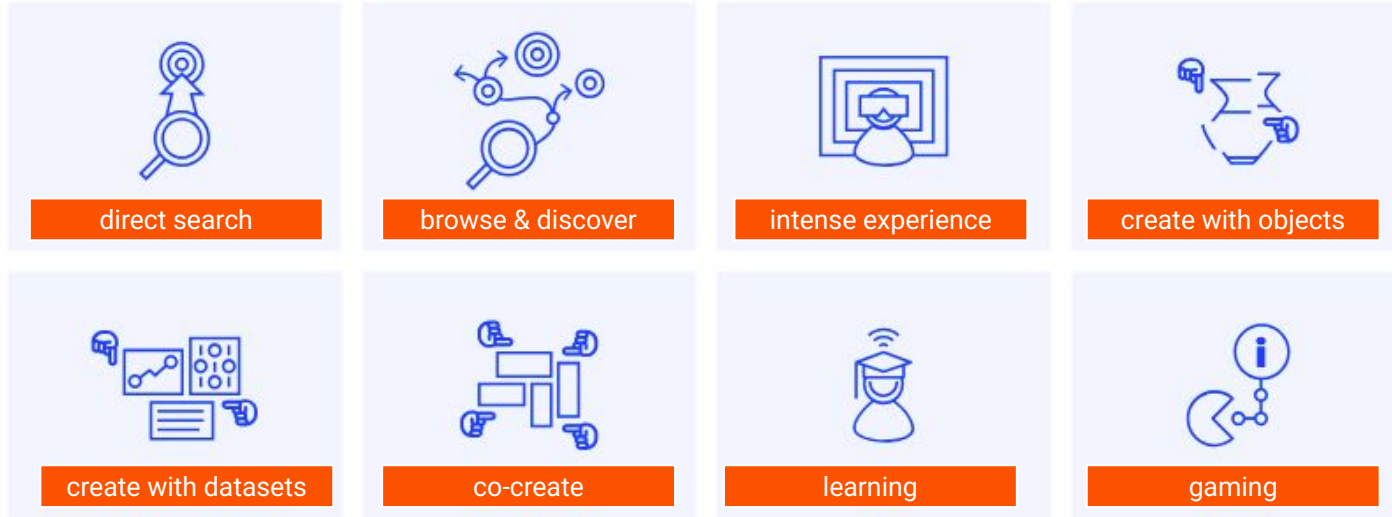 direct search
browse & discover
intense experience
create with objects
i
create with datasets
co-create
learning
gaming